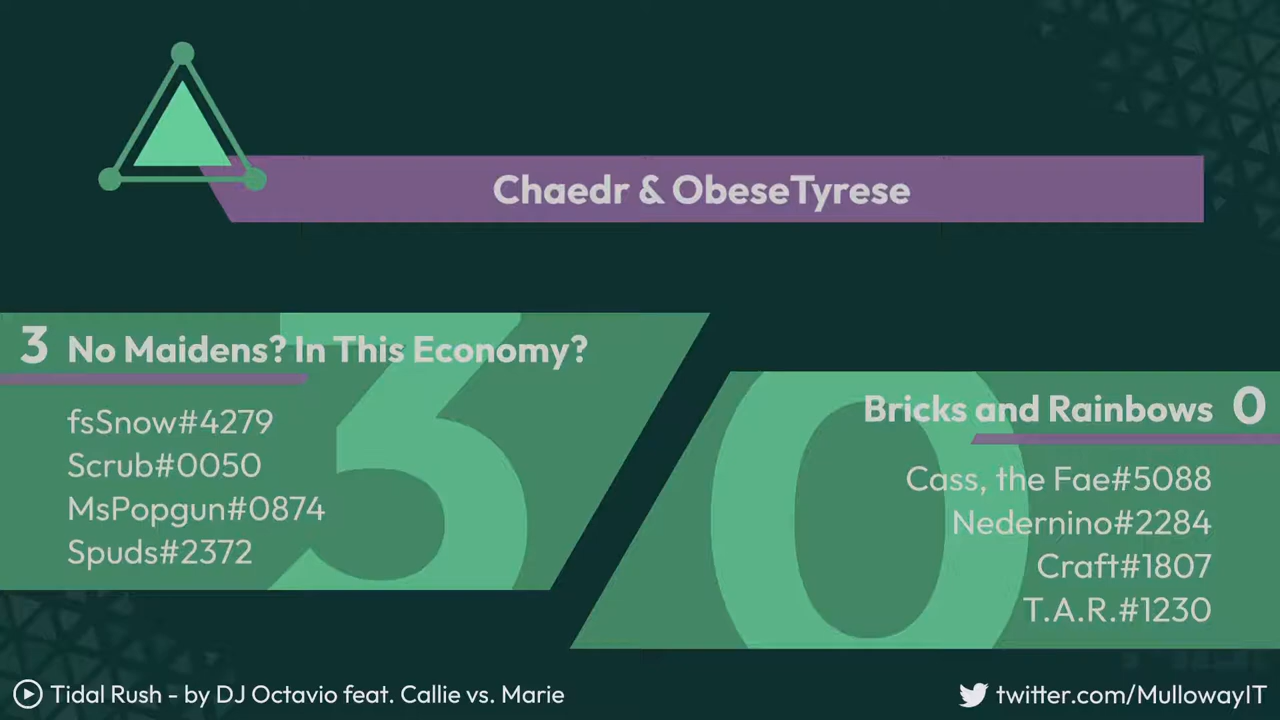 Chaedr & ObeseTyrese
3 No Maidens? In This Economy?
fsSnow#4279
Scrub#0050
MsPopgun#0874
Spuds#2372
3
Bricks and Rainbows 0
Cass, the Fae#5088
Nedernino#2284
Craft#1807
T.A.R.#1230
0
Tidal Rush - by DJ Octavio feat. Callie vs. Marie
twitter.com/MullowayIT